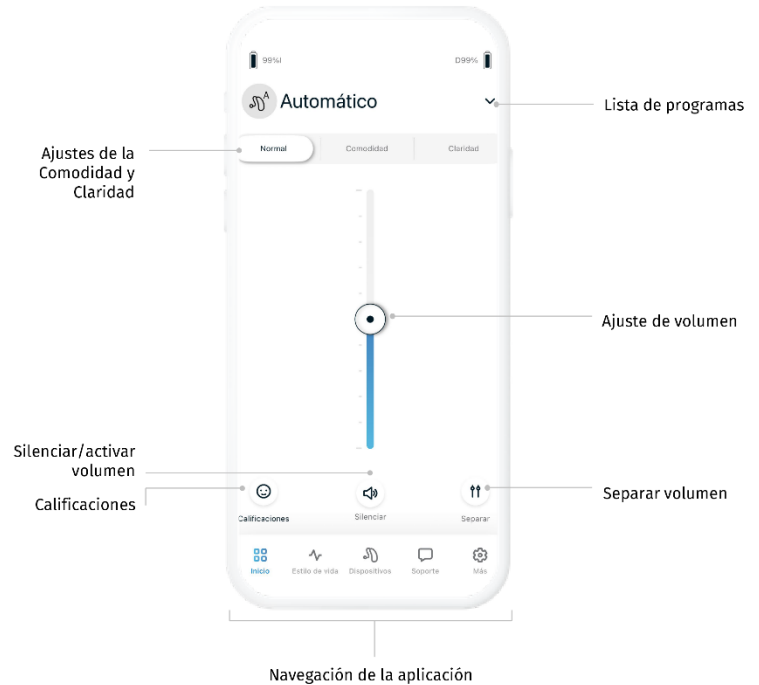 99%I
D99%
A
Automático
Lista de programas
Normal
Comodidad
Claridad
Ajustes de la
Comodidad y
Claridad
Ajuste de volumen
Silenciar/activar
volumen
Calificaciones
Separar volumen
Calificaciones
Silenciar
Separar
Inicio
Estilo de vida
Dispositivos
Soporte
Más
Navegación de la aplicación